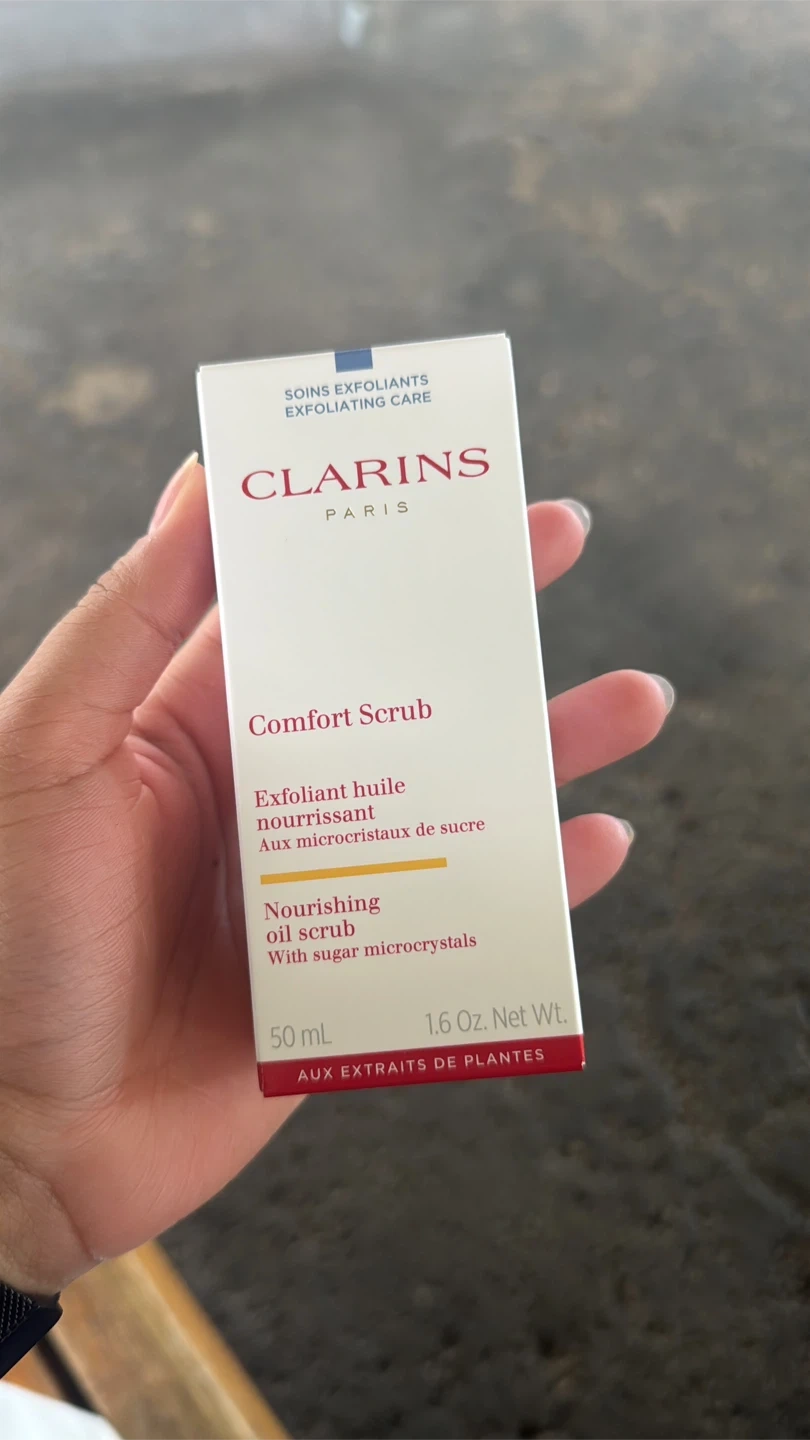 SOINS EXFOLIANTS
EXFOLIATING CARE
CLARINS
PARIS
Comfort Scrub
Exfoliant huile
nourrissant
Aux microcristaux de sucre
Nourishing
oil scrub
With sugar microcrystals
50 mL 1.6 Oz. Net Wt.
AUX EXTRAITS DE PLANTES